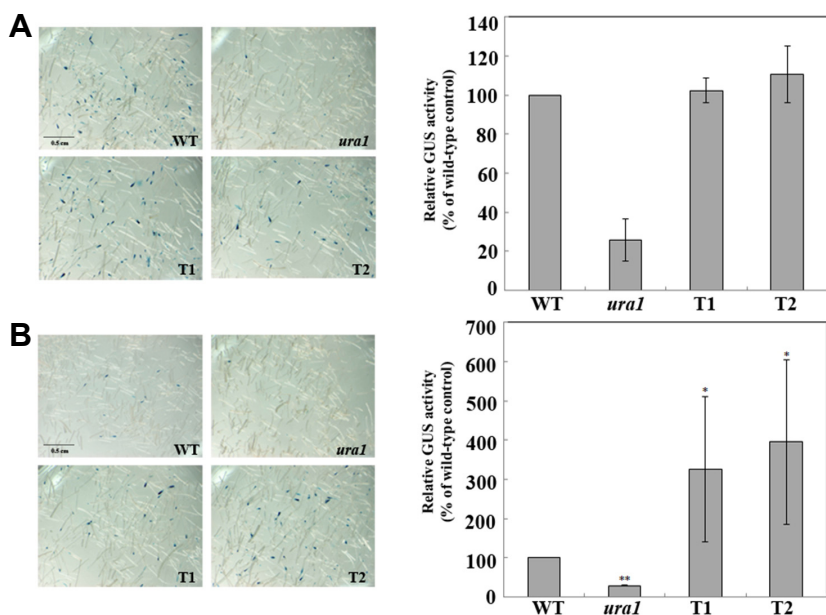 A
WT
0.5 cm
ura1
T1
T2
Relative GUS activity
(% of wild-type control)
140
120
100
80
60
40
20
0
WT
ura1
T1
T2
B
WT
0.5 cm
ura1
T1
T2
Relative GUS activity
(% of wild-type control)
700
600
500
400
300
200
100
0
*
*
**
WT
ura1
T1
T2